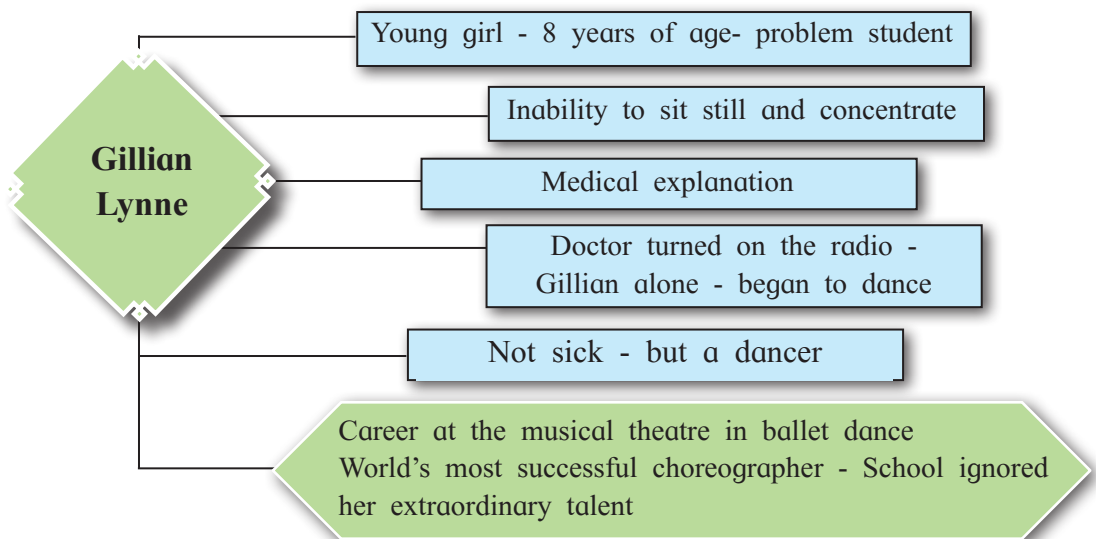 Young girl - 8 years of age- problem student
Inability to sit still and concentrate
Gillian
Lynne
Medical explanation
Doctor turned on the radio -
Gillian alone - began to dance
Not sick - but a dancer
Career at the musical theatre in ballet dance
World's most successful choreographer - School ignored
her extraordinary talent